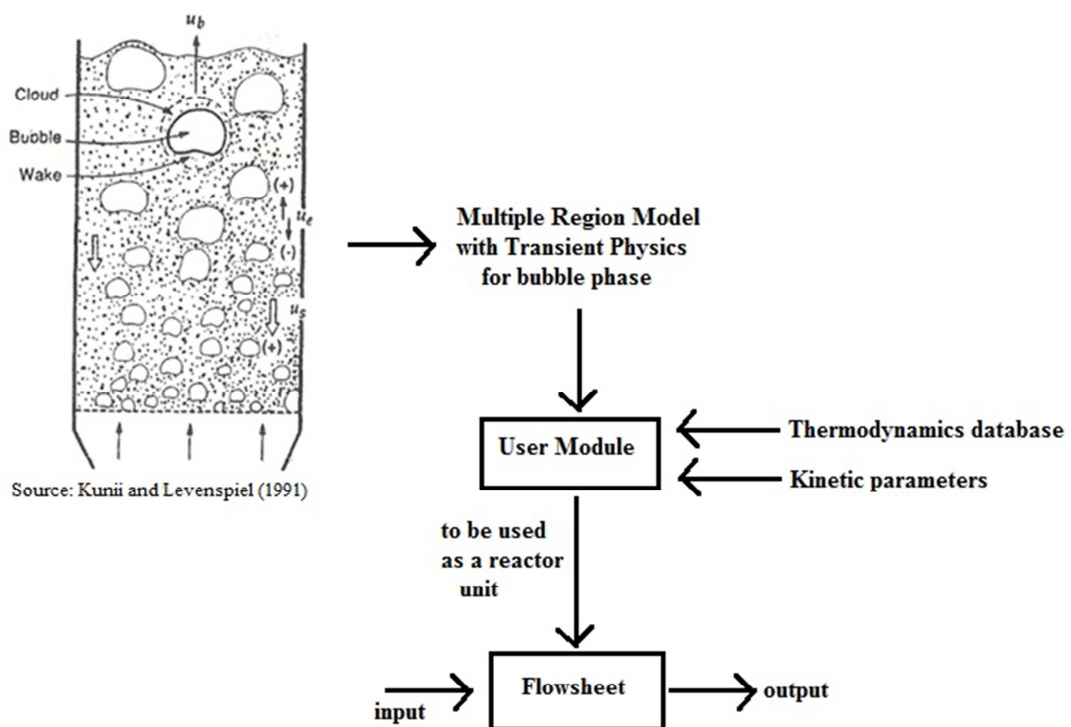 u_b
Cloud
Bubble
Wake
(+)
u_e
(-)
u_s
(+)
Source: Kunii and Levenspiel (1991)
Multiple Region Model
with Transient Physics
for bubble phase
User Module
Thermodynamics database
Kinetic parameters
to be used
as a reactor
unit
Flowsheet
input
output